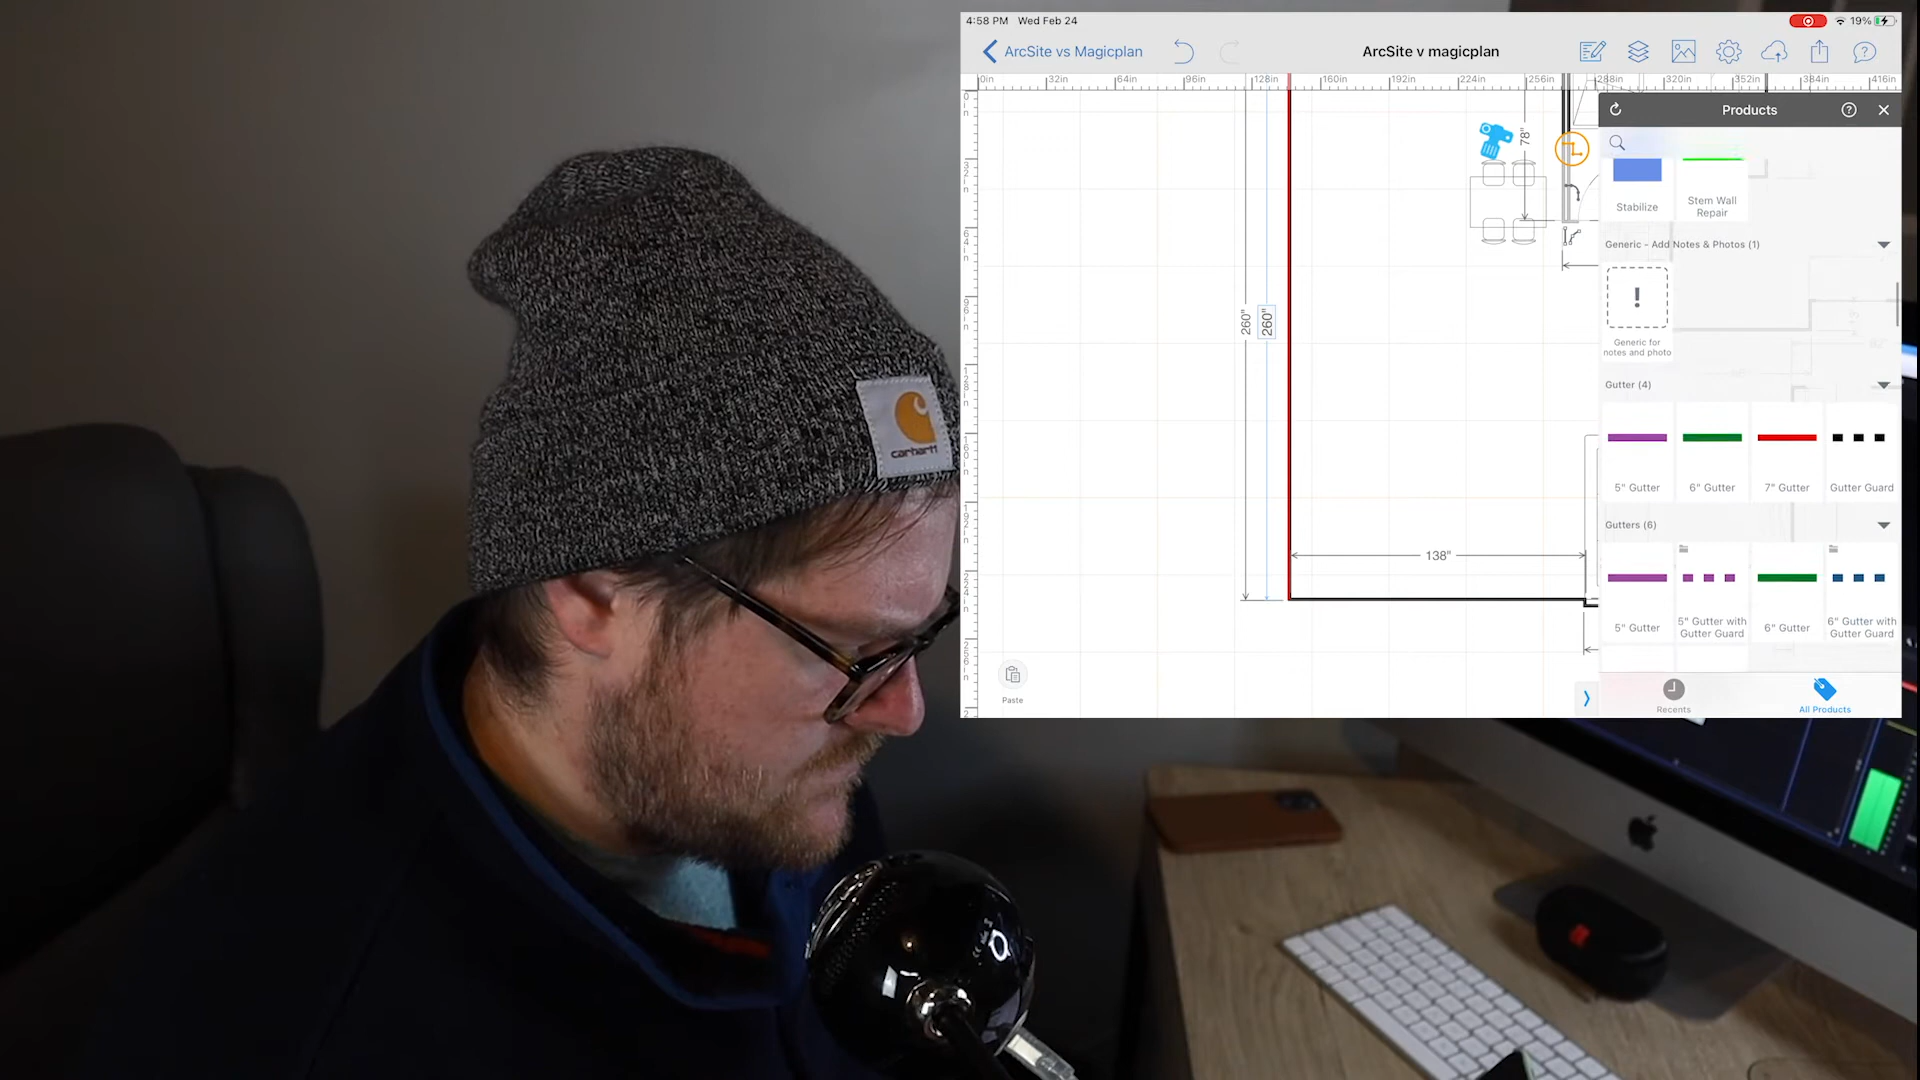 4:58 PM Wed Feb 24
19%
ArcSite vs Magicplan
ArcSite v magicplan
0in 32in 64in 96in 128in 160in 192in 224in 256in 288in 320in 352in 384in 416in
Products
78"
Stabilize
Stem Wall
Repair
Generic - Add Notes & Photos (1)
!
Generic for
notes and photo
260"
260"
Gutter (4)
5" Gutter
6" Gutter
7" Gutter
Gutter Guard
Gutters (6)
138"
5" Gutter
5" Gutter with
Gutter Guard
6" Gutter
6" Gutter with
Gutter Guard
Paste
Recents
All Products
carhartt